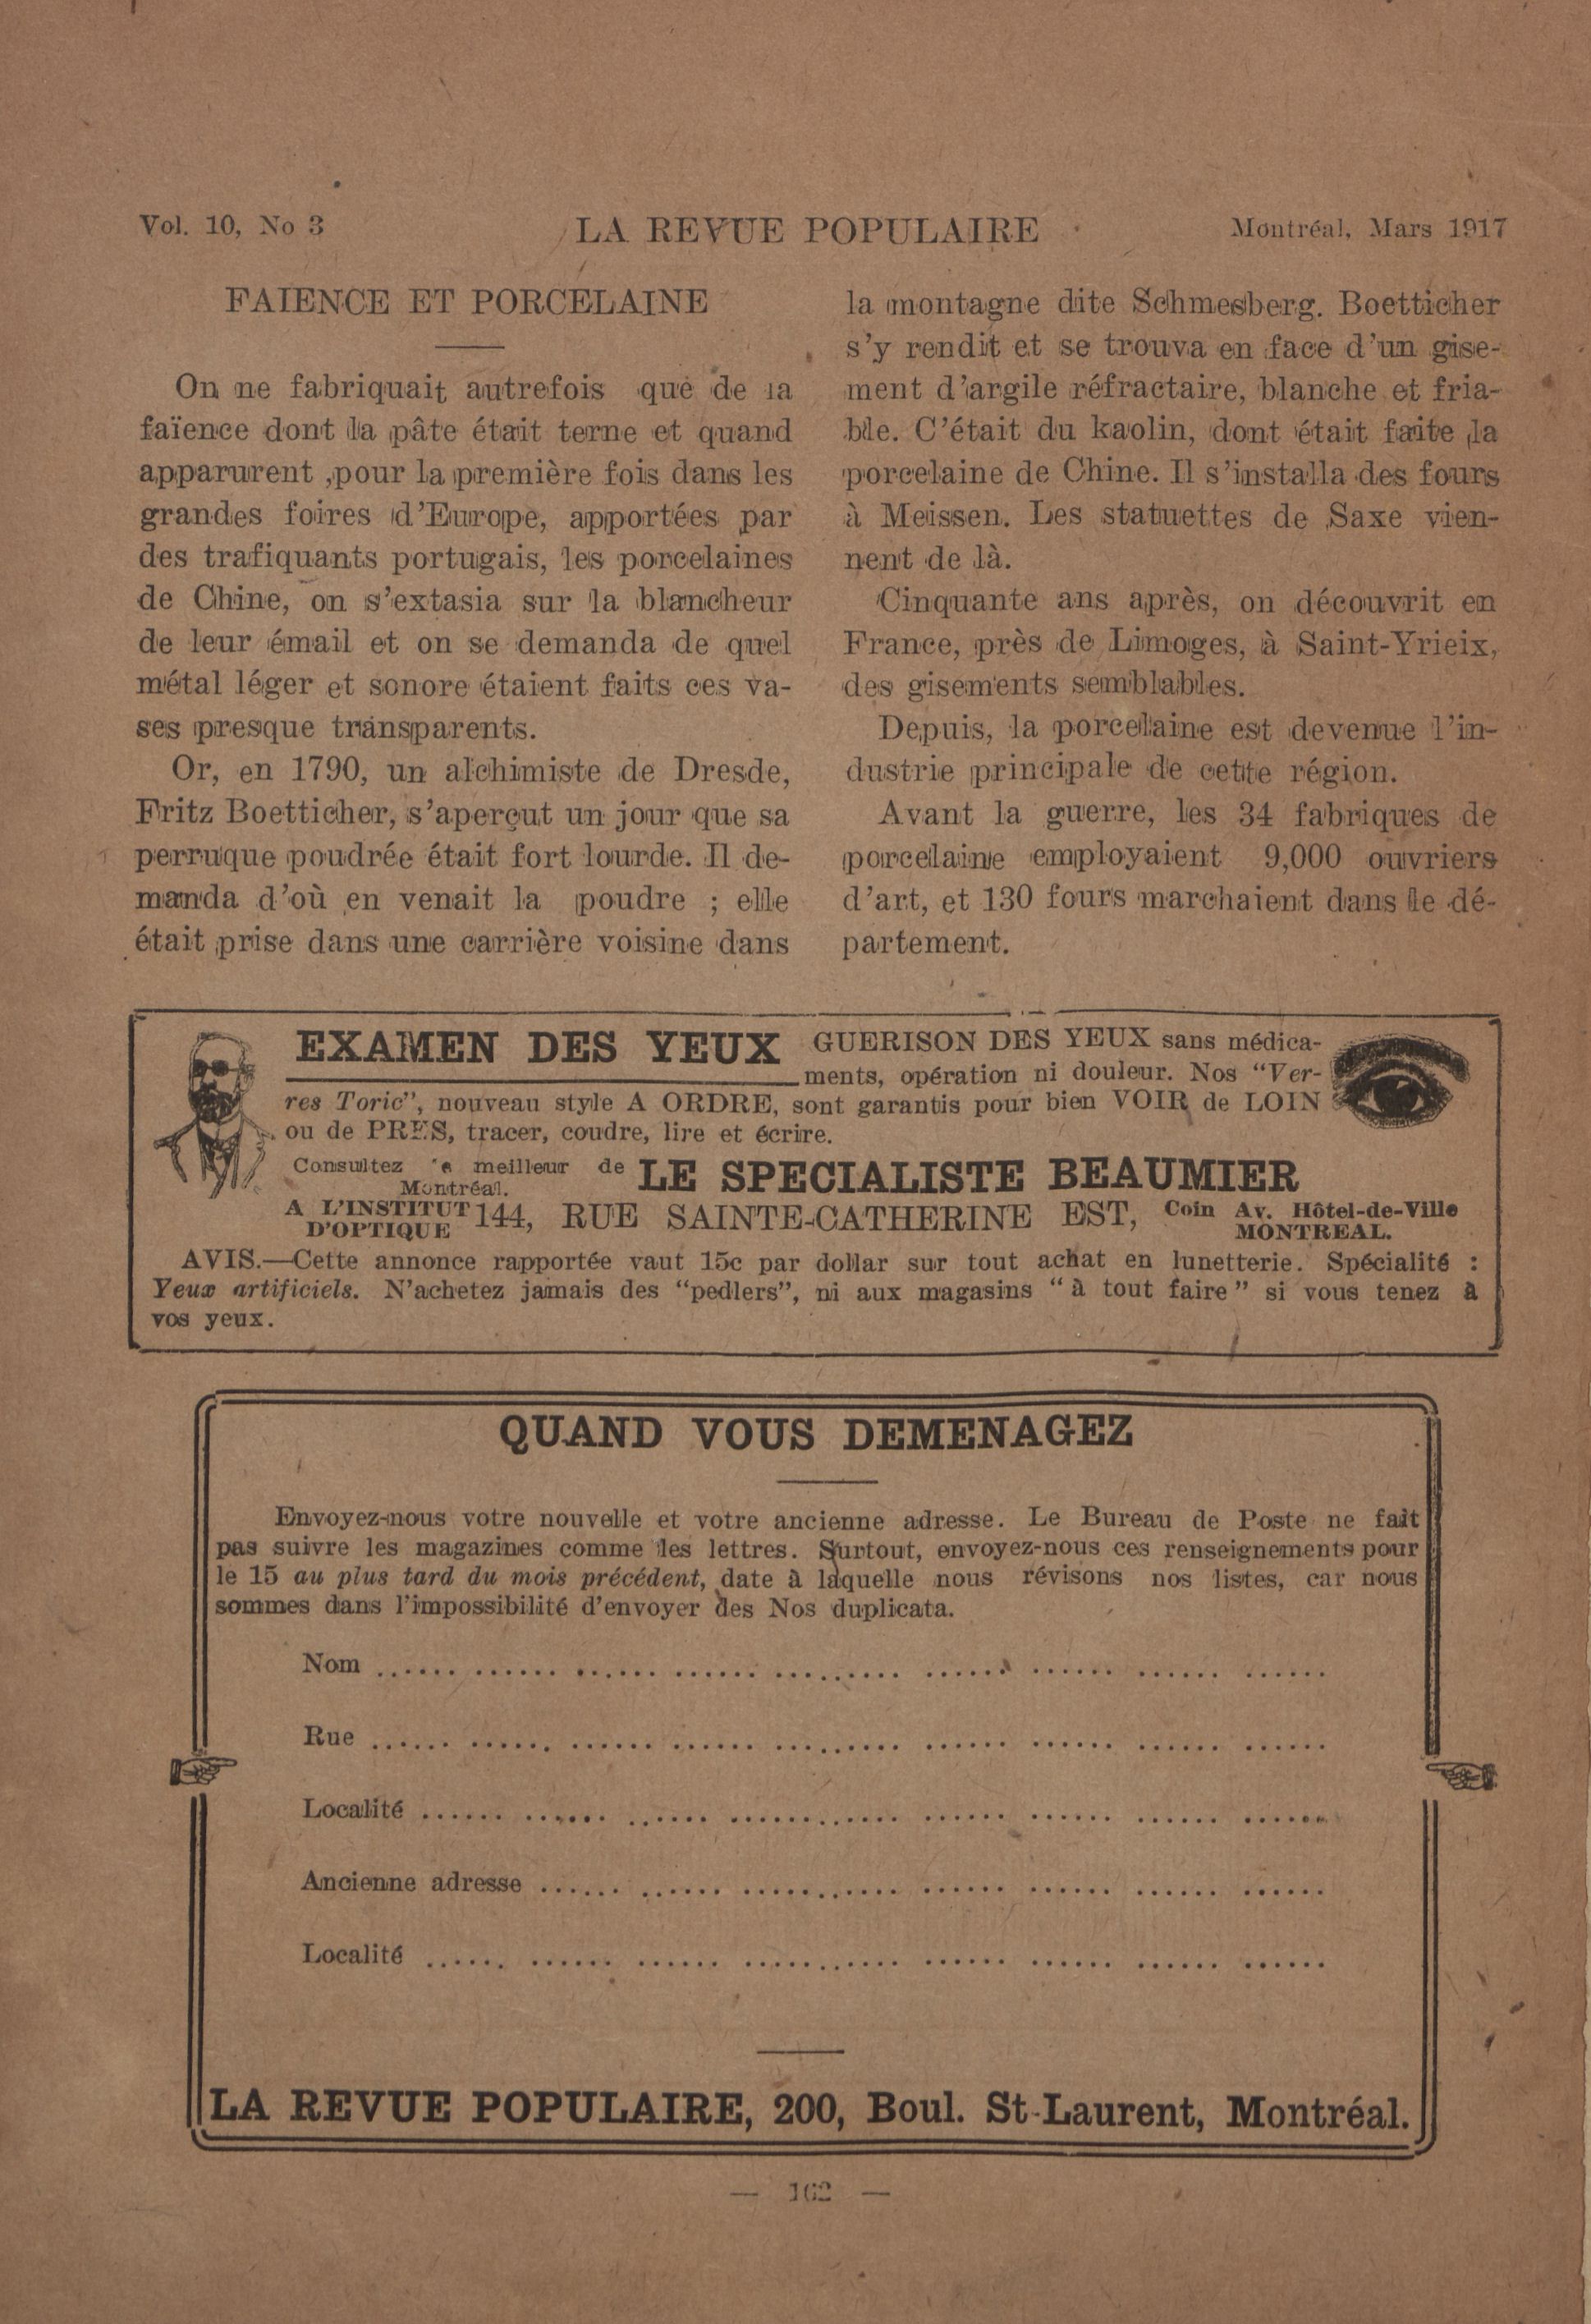 Vol. 10, No 3 LA REVUE POPULAIRE Montréal, Mars 1917
FAIENCE ET PORCELAINE
On ne fabriquait autrefois que de la
faïence dont la pâte était terne et quand
apparurent ,pour la première fois dans les
grandes foires d'Europe, apportées par
des trafiquants portugais, les porcelaines
de Chine, on s'extasia sur la blancheur
de leur émail et on se demanda de quel
métal léger et sonore étaient faits ces va-
ses presque transparents.
Or, en 1790, un alchimiste de Dresde,
Fritz Boetticher, s'aperçut un jour que sa
perruque poudrée était fort lourde. Il de-
manda d'où en venait la poudre ; elle
était prise dans une carrière voisine dans
la montagne dite Schmesberg. Boetticher
s'y rendit et se trouva en face d'un gise-
ment d'argile réfractaire, blanche et fria-
ble. C'était du kaolin, dont était faite la
porcelaine de Chine. Il s'installa des fours
à Meissen. Les statuettes de Saxe vien-
nent de là.
Cinquante ans après, on découvrit en
France, près de Limoges, à Saint-Yrieix,
des gisements semblables.
Depuis, la porcelaine est devenue l'in-
dustrie principale de cette région.
Avant la guerre, les 34 fabriques de
porcelaine employaient 9,000 ouvriers
d'art, et 130 fours marchaient dans le dé-
partement.
EXAMEN DES YEUX GUERISON DES YEUX sans médica-
ments, opération ni douleur. Nos "Ver-
res Toric", nouveau style A ORDRE, sont garantis pour bien VOIR de LOIN
ou de PRES, tracer, coudre, lire et écrire.
Consultez le meilleur de Montréal. LE SPECIALISTE BEAUMIER
A L'INSTITUT D'OPTIQUE 144, RUE SAINTE-CATHERINE EST, Coin Av. Hôtel-de-Ville MONTREAL.
AVIS.—Cette annonce rapportée vaut 15c par dollar sur tout achat en lunetterie. Spécialité :
Yeux artificiels. N'achetez jamais des "pedlers", ni aux magasins "à tout faire" si vous tenez à
vos yeux.
QUAND VOUS DEMENAGEZ
Envoyez-nous votre nouvelle et votre ancienne adresse. Le Bureau de Poste ne fait
pas suivre les magazines comme les lettres. Surtout, envoyez-nous ces renseignements pour
le 15 au plus tard du mois précédent, date à laquelle nous révisons nos listes, car nous
sommes dans l'impossibilité d'envoyer des Nos duplicata.
Nom ...... ...... ...... ...... ......... ...... ...... ...... ......
Rue ...... ...... ...... ...... ......... ...... ...... ...... ......
Localité ...... ...... ...... ............ ...... ...... ...... ......
Ancienne adresse ...... ...... ............ ...... ...... ...... ......
Localité ...... ...... ...... ............ ...... ...... ...... ......
LA REVUE POPULAIRE, 200, Boul. St-Laurent, Montréal.
— 162 —